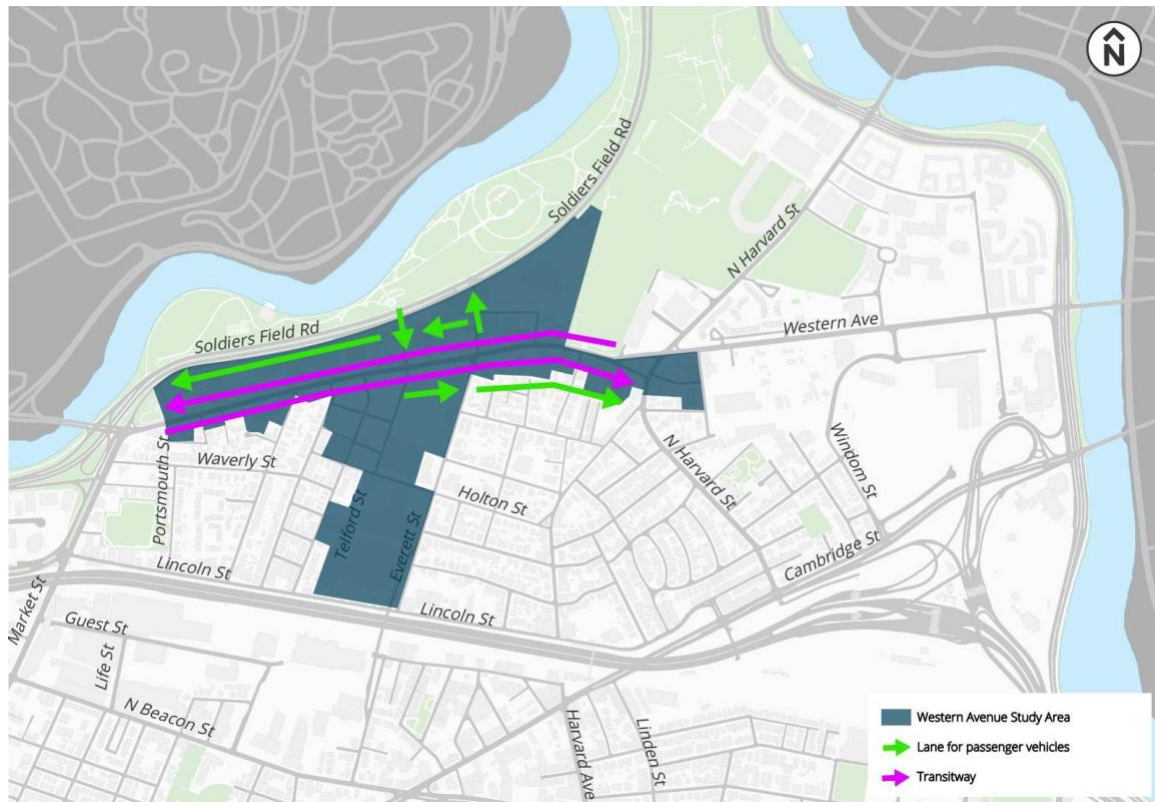 N
Soldiers Field Rd
N Harvard St
Soldiers Field Rd
Western Ave
Portsmouth St
Waverly St
Telford St
Everett St
Holton St
N Harvard St
Windom St
Cambridge St
Lincoln St
Lincoln St
Market St
Guest St
Life St
N Beacon St
Harvard Ave
Linden St
Western Avenue Study Area
Lane for passenger vehicles
Transitway